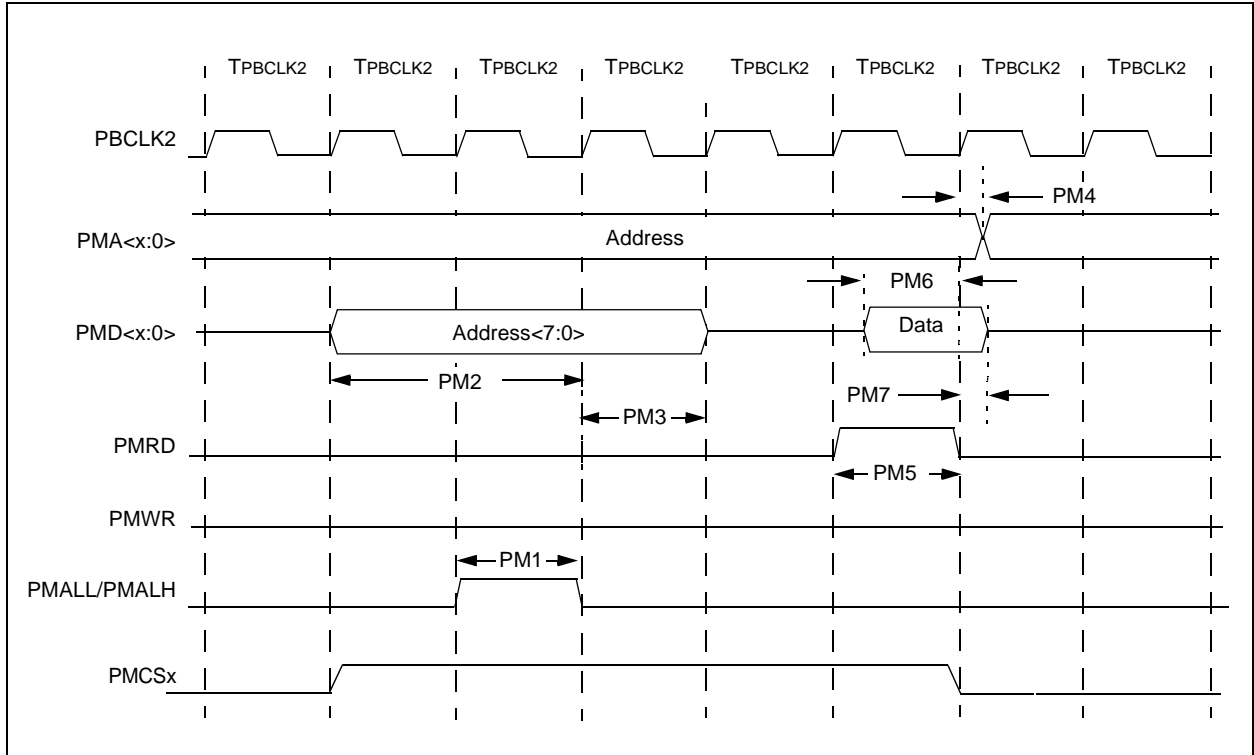 TPBCLK2 TPBCLK2 TPBCLK2 TPBCLK2 TPBCLK2 TPBCLK2 TPBCLK2 TPBCLK2
PBCLK2
PM4
PMA<x:0>
Address
PM6
PMD<x:0>
Address<7:0>
Data
PM2
PM7
PM3
PMRD
PM5
PMWR
PM1
PMALL/PMALH
PMCSx